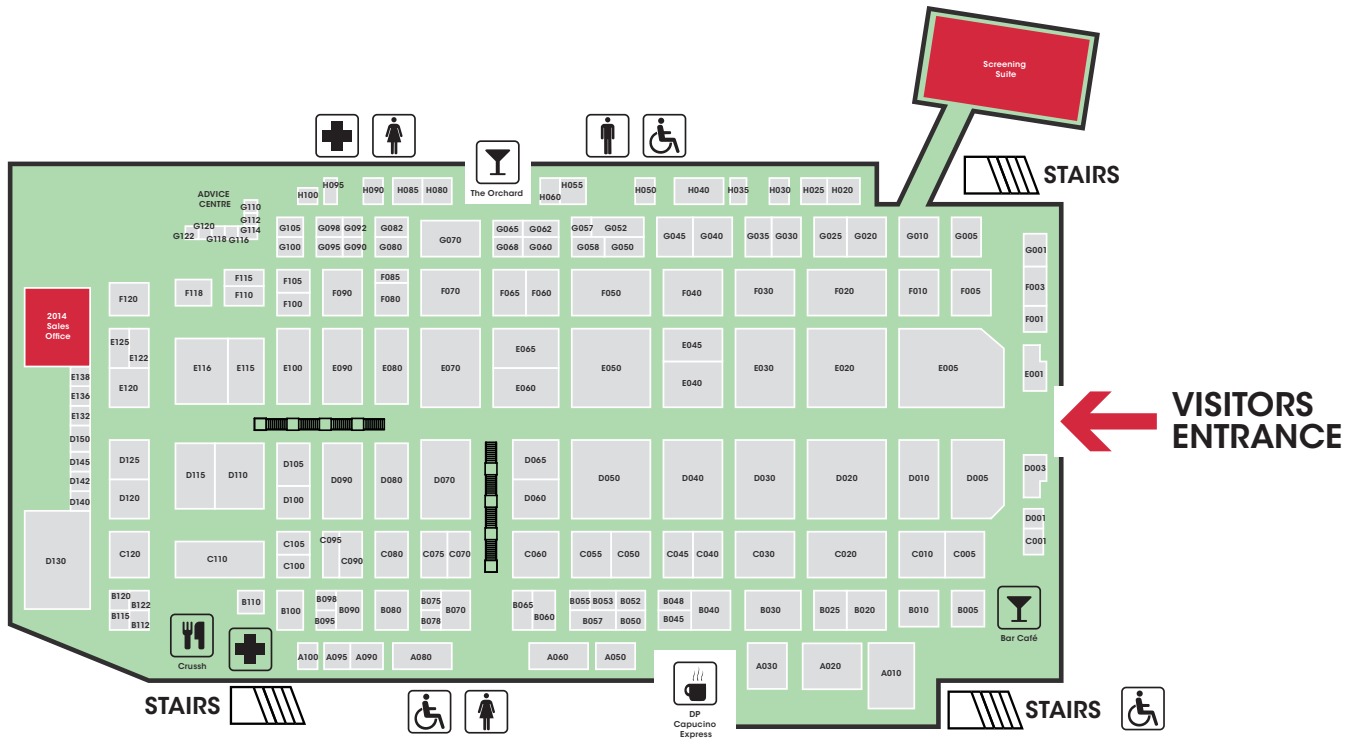 Screening
Suite
STAIRS
The Orchard
ADVICE
CENTRE
H100
H095
H090
H085
H080
H060
H055
H050
H040
H035
H030
H025
H020
G110
G112
G114
G116
G118
G120
G122
G105
G100
G098
G092
G095
G090
G082
G080
G070
G065
G062
G068
G060
G057
G052
G058
G050
G045
G040
G035
G030
G025
G020
G010
G005
G001
F120
F118
F115
F110
F105
F100
F090
F085
F080
F070
F065
F060
F050
F040
F030
F020
F010
F005
F003
F001
2014
Sales
Office
E138
E136
E132
E125
E122
E120
E116
E115
E100
E090
E080
E070
E065
E060
E050
E045
E040
E030
E020
E005
E001
VISITORS
ENTRANCE
D150
D145
D142
D140
D130
D125
D120
D115
D110
D105
D100
D090
D080
D070
D065
D060
D050
D040
D030
D020
D010
D005
D003
D001
C001
C120
C110
C105
C100
C095
C090
C080
C075
C070
C060
C055
C050
C045
C040
C030
C020
C010
C005
B120
B122
B115
B112
B110
B100
B098
B095
B090
B080
B075
B078
B070
B065
B060
B055
B053
B052
B057
B050
B048
B045
B040
B030
B025
B020
B010
B005
Bar Café
Crussh
A100
A095
A090
A080
A060
A050
A030
A020
A010
STAIRS
DP
Capucino
Express
STAIRS